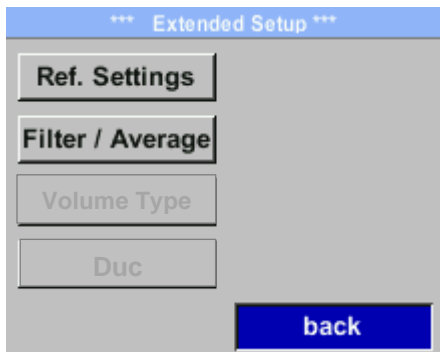 *** Extended Setup ***
Ref. Settings
Filter / Average
Volume Type
Duc
back